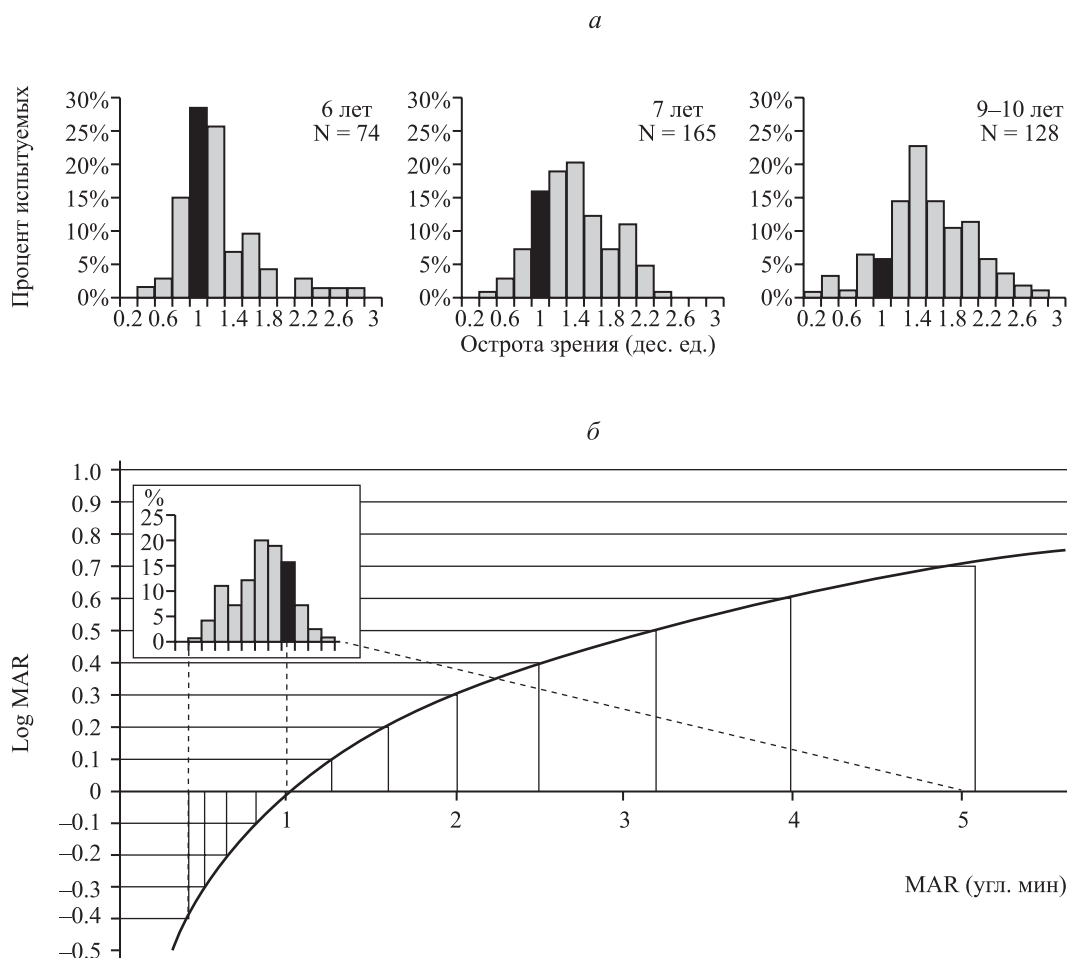 а
Процент испытуемых
30%
25%
20%
15%
10%
5%
0%
6 лет
N = 74
0.2 0.6 1 1.4 1.8 2.2 2.6 3
30%
25%
20%
15%
10%
5%
0%
7 лет
N = 165
0.2 0.6 1 1.4 1.8 2.2 2.6 3
30%
25%
20%
15%
10%
5%
0%
9–10 лет
N = 128
0.2 0.6 1 1.4 1.8 2.2 2.6 3
Острота зрения (дес. ед.)
б
Log MAR
1.0
0.9
0.8
0.7
0.6
0.5
0.4
0.3
0.2
0.1
0
–0.1
–0.2
–0.3
–0.4
–0.5
%
25
20
15
10
5
0
1 2 3 4 5
MAR (угл. мин)